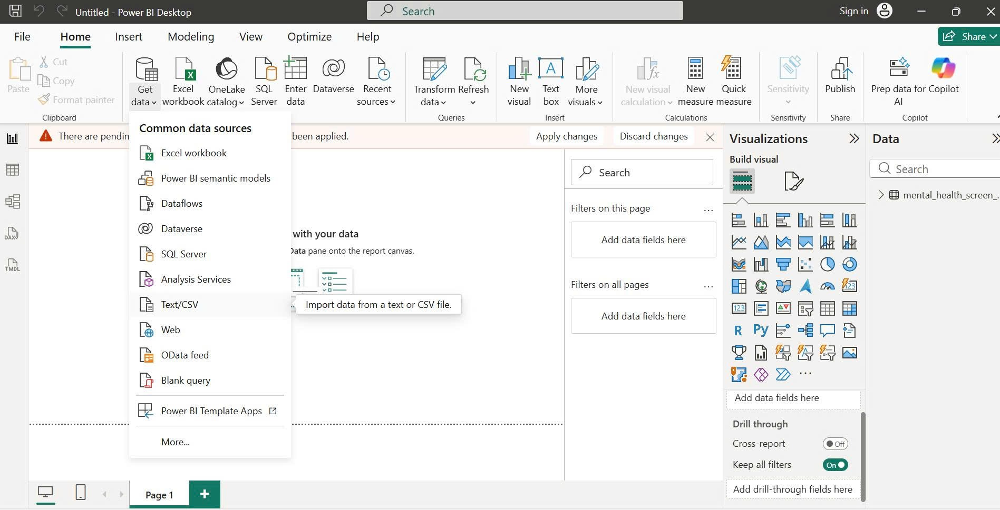 Untitled - Power BI Desktop
Search
Sign in
File
Home
Insert
Modeling
View
Optimize
Help
Share
Paste
Cut
Copy
Format painter
Clipboard
Get data
Excel workbook
OneLake catalog
SQL Server
Enter data
Dataverse
Recent sources
Transform data
Refresh
Queries
New visual
A
Text box
More visuals
Insert
New visual calculation
New measure
Quick measure
Calculations
Sensitivity
Sensitivity
Publish
Share
Prep data for AI
Copilot
Copilot
There are pendin
been applied.
Apply changes
Discard changes
Common data sources
Excel workbook
Power BI semantic models
Dataflows
Dataverse
SQL Server
Analysis Services
Text/CSV
Web
OData feed
Blank query
Power BI Template Apps
More...
Import data from a text or CSV file.
with your data
Data pane onto the report canvas.
DAX
TMDL
Search
Filters on this page
...
Add data fields here
Filters on all pages
...
Add data fields here
Visualizations
Build visual
123
123
R
Py
...
Add data fields here
Drill through
Cross-report
Off
Keep all filters
On
Add drill-through fields here
Data
Search
mental_health_screen_...
Page 1